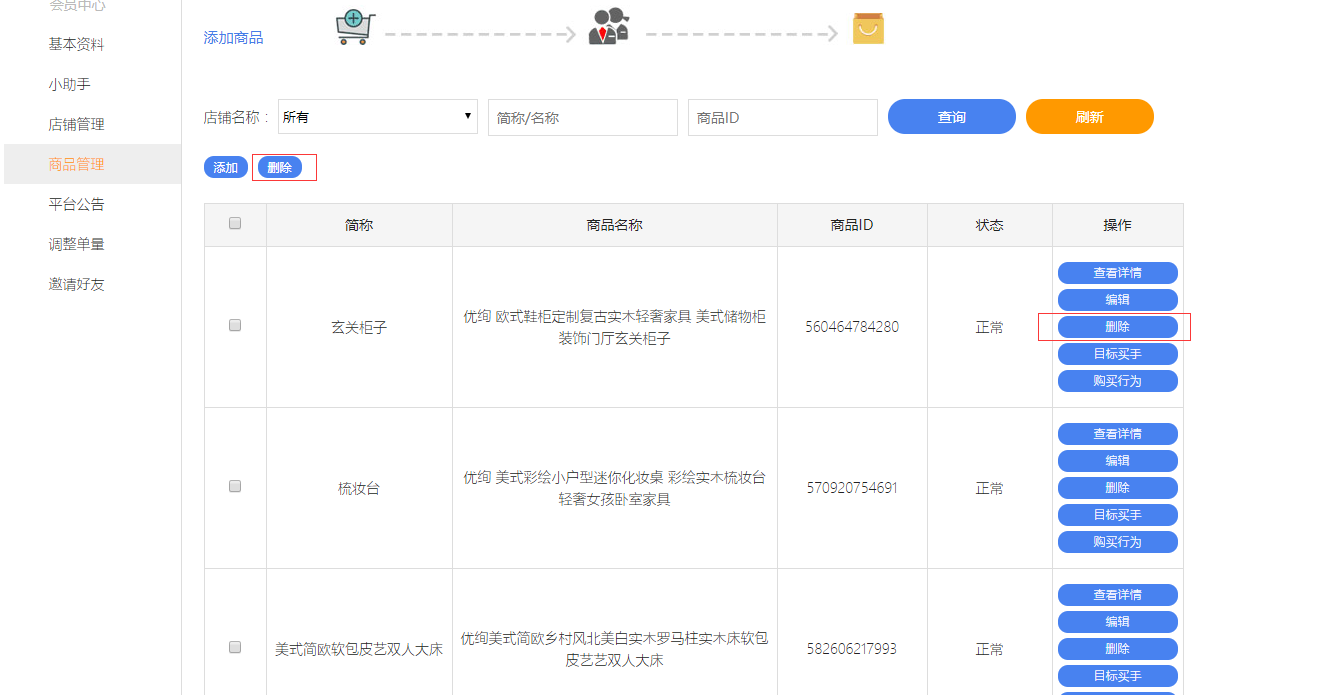 会员中心
基本资料
小助手
店铺管理
商品管理
平台公告
调整单量
邀请好友
添加商品
店铺名称： 所有 简称/名称 商品ID 查询 刷新
添加 删除
简称 商品名称 商品ID 状态 操作
玄关柜子
优绚 欧式鞋柜定制复古实木轻奢家具 美式储物柜
装饰门厅玄关柜子
560464784280
正常
查看详情
编辑
删除
目标买手
购买行为
梳妆台
优绚 美式彩绘小户型迷你化妆桌 彩绘实木梳妆台
轻奢女孩卧室家具
570920754691
正常
查看详情
编辑
删除
目标买手
购买行为
美式简欧软包皮艺双人大床
优绚美式简欧乡村风北美白实木罗马柱实木床软包
皮艺艺双人大床
582606217993
正常
查看详情
编辑
删除
目标买手